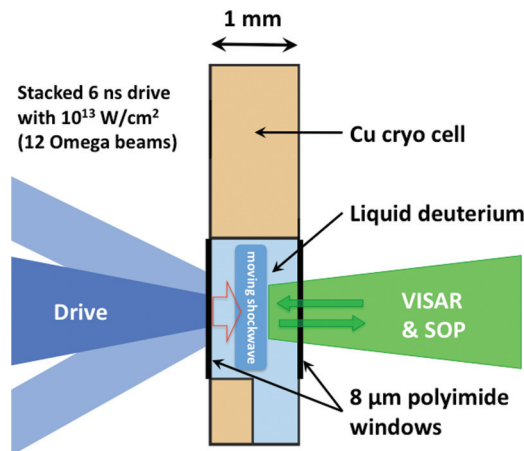 1 mm
Stacked 6 ns drive
with 10¹³ W/cm²
(12 Omega beams)
Cu cryo cell
Liquid deuterium
moving shockwave
Drive
VISAR
& SOP
8 μm polyimide
windows